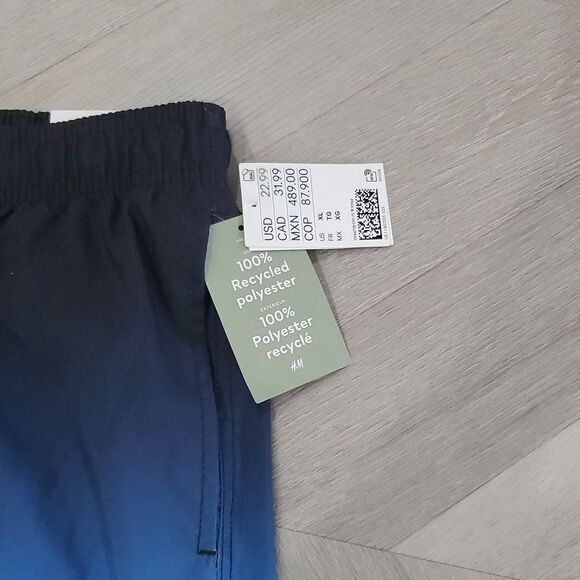 USD 22.99
CAD 31.99
MXN 489.00
COP 87.900
US XL
FR TG
MX XG
100%
Recycled
polyester
EXTÉRIEUR
100%
Polyester
recyclé
H&M